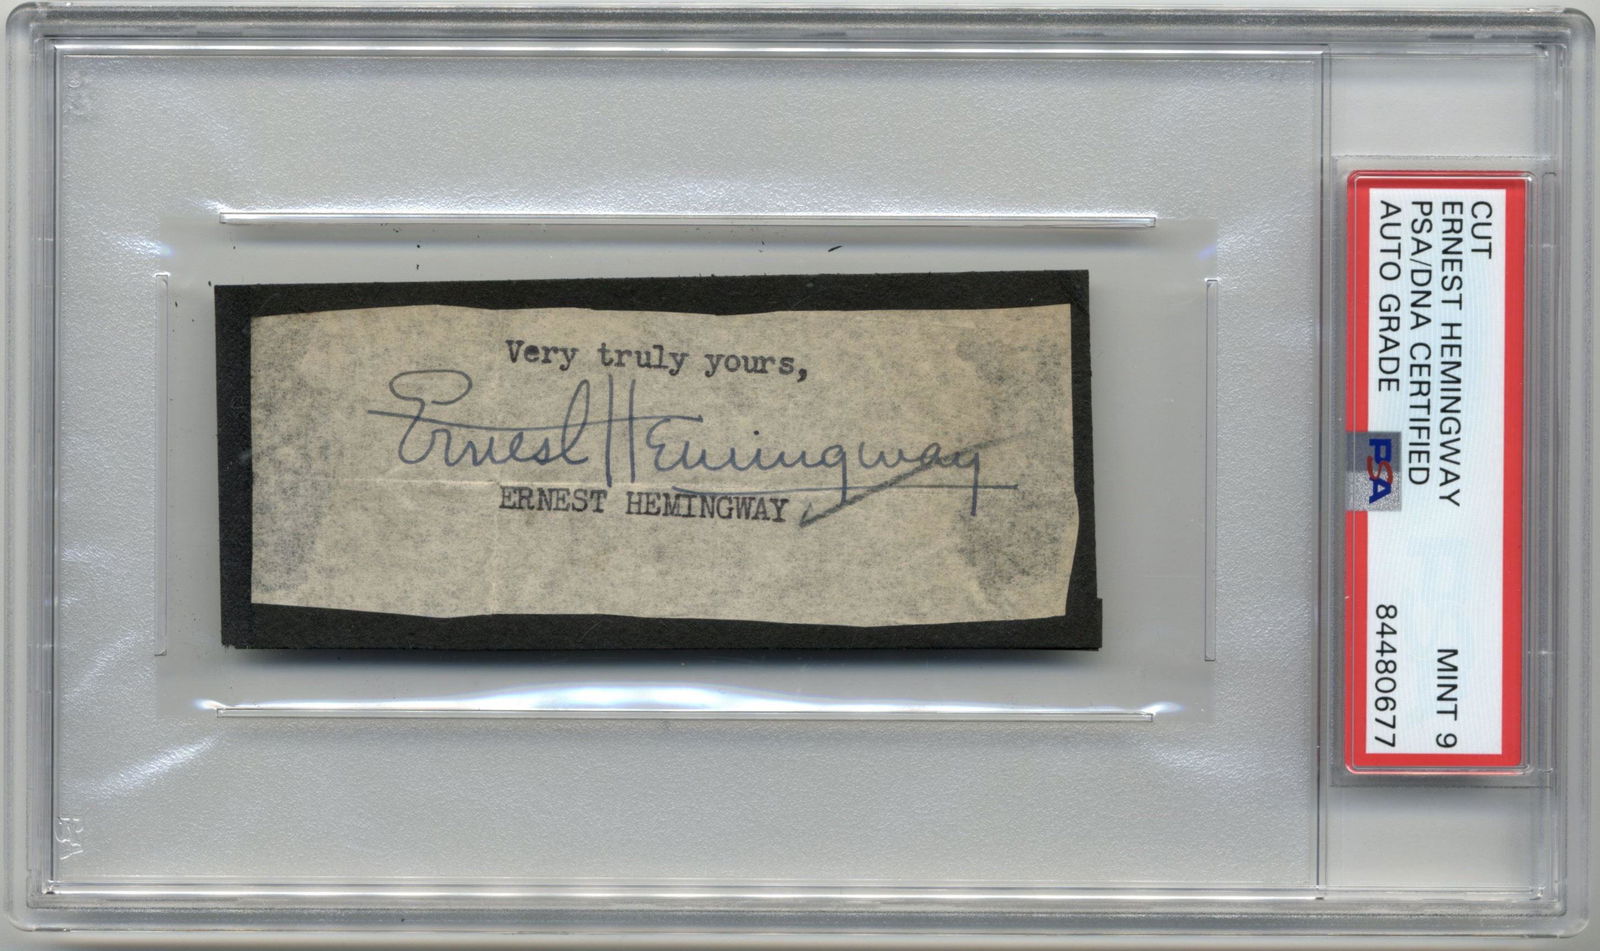 Very truly yours,
Ernest Hemingway
ERNEST HEMINGWAY
CUT
ERNEST HEMINGWAY
PSA/DNA CERTIFIED
AUTO GRADE
MINT 9
84480677
PSA